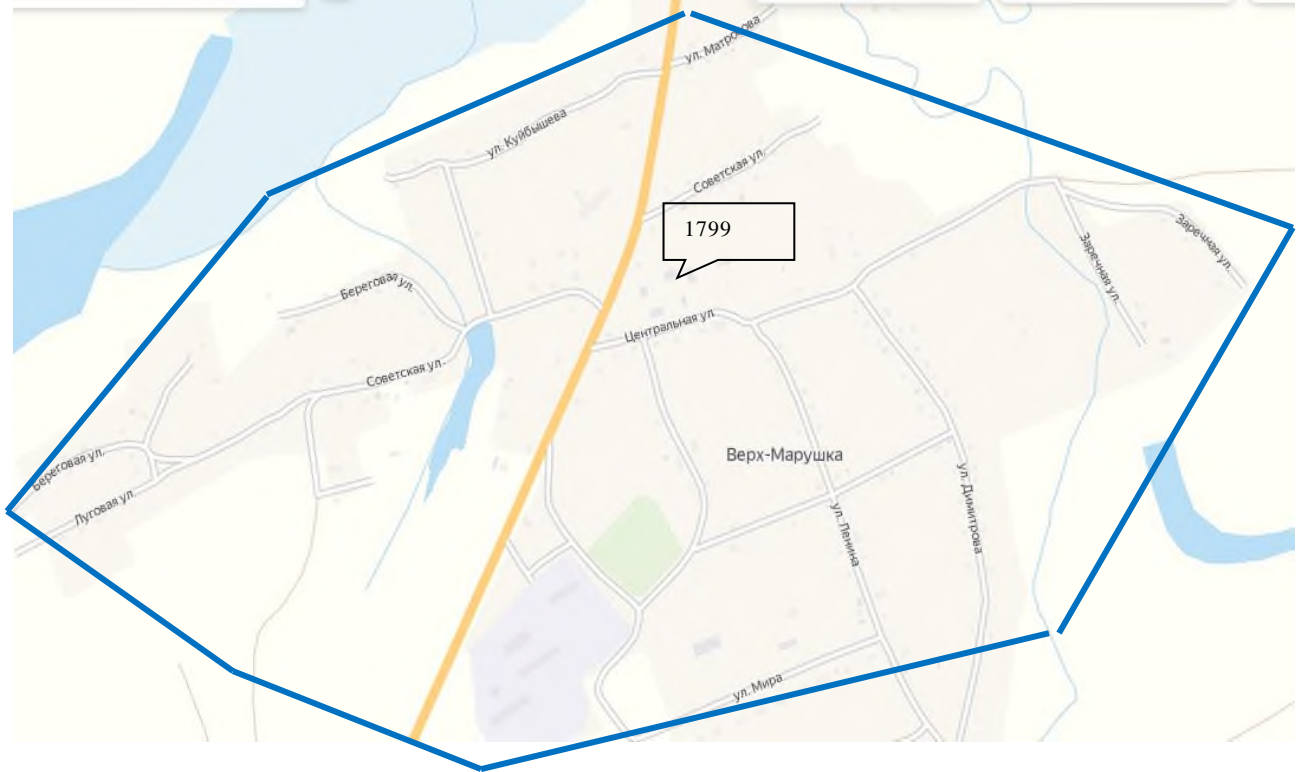 ул. Матросова
ул. Куйбышева
Советская ул.
1799
Заречная ул.
Заречная ул.
Береговая ул.
Центральная ул.
Советская ул.
Верх-Марушка
Береговая ул.
Луговая ул.
ул. Димитрова
ул. Ленина
ул. Мира